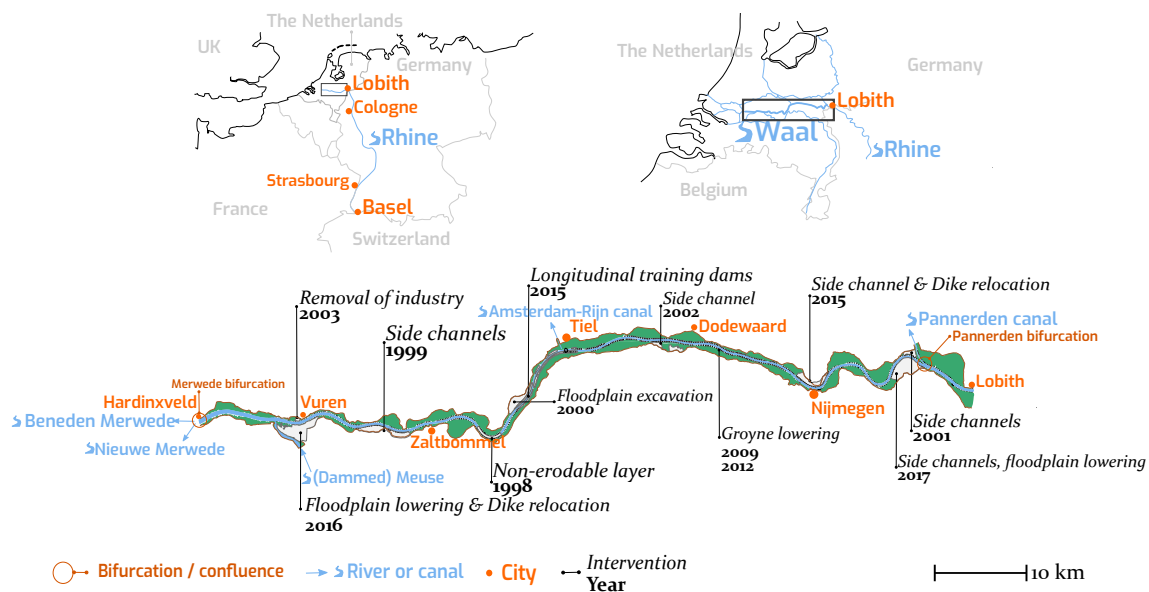 The Netherlands
UK
Germany
Lobith
Cologne
Rhine
Strasbourg
France
Basel
Switzerland
The Netherlands
Germany
Lobith
Waal
Rhine
Belgium
Longitudinal training dams
2015
Side channel & Dike relocation
2015
Removal of industry
2003
Side channel
2002
Amsterdam-Rijn canal
Tiel
Dodewaard
Pannerden canal
Pannerden bifurcation
Side channels
1999
Merwede bifurcation
Hardinxveld
Vuren
Lobith
Floodplain excavation
2000
Nijmegen
Beneden Merwede
Nieuwe Merwede
Zaltbommel
Groyne lowering
2009
2012
Side channels
2001
(Dammed) Meuse
Non-erodable layer
1998
Side channels, floodplain lowering
2017
Floodplain lowering & Dike relocation
2016
Bifurcation / confluence
River or canal
City
Intervention
Year
10 km